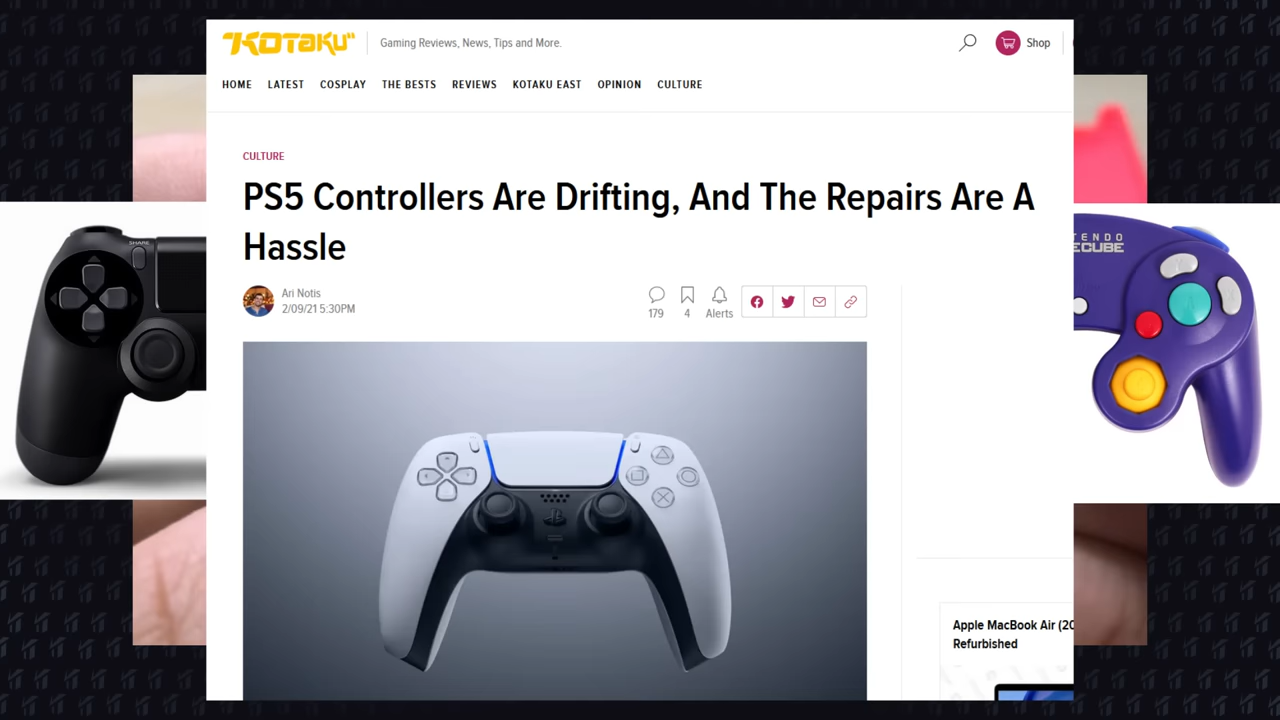 "KOTaKU"
Gaming Reviews, News, Tips and More.
Shop
HOME LATEST COSPLAY THE BESTS REVIEWS KOTAKU EAST OPINION CULTURE
CULTURE
PS5 Controllers Are Drifting, And The Repairs Are A
Hassle
Ari Notis
2/09/21 5:30PM
179
4
Alerts
SHARE
TENDO
ECUBE
Apple MacBook Air (20
Refurbished